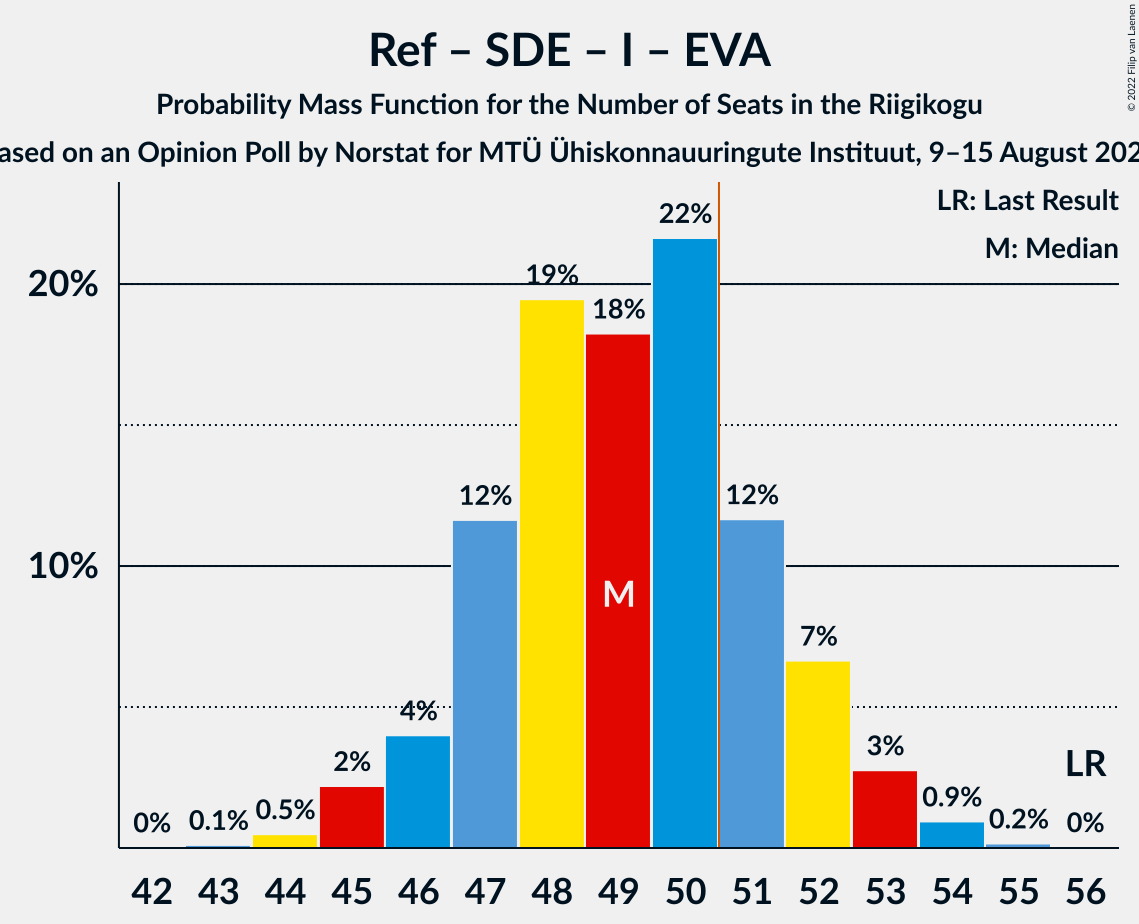 Ref – SDE – I – EVA
Probability Mass Function for the Number of Seats in the Riigikogu
ased on an Opinion Poll by Norstat for MTÜ Ühiskonnauuringute Instituut, 9–15 August 202
© 2022 Filip van Laenen
LR: Last Result
M: Median
20%
10%
0%
0.1%
0.5%
2%
4%
12%
19%
18%
22%
12%
7%
3%
0.9%
0.2%
0%
M
LR
42 43 44 45 46 47 48 49 50 51 52 53 54 55 56